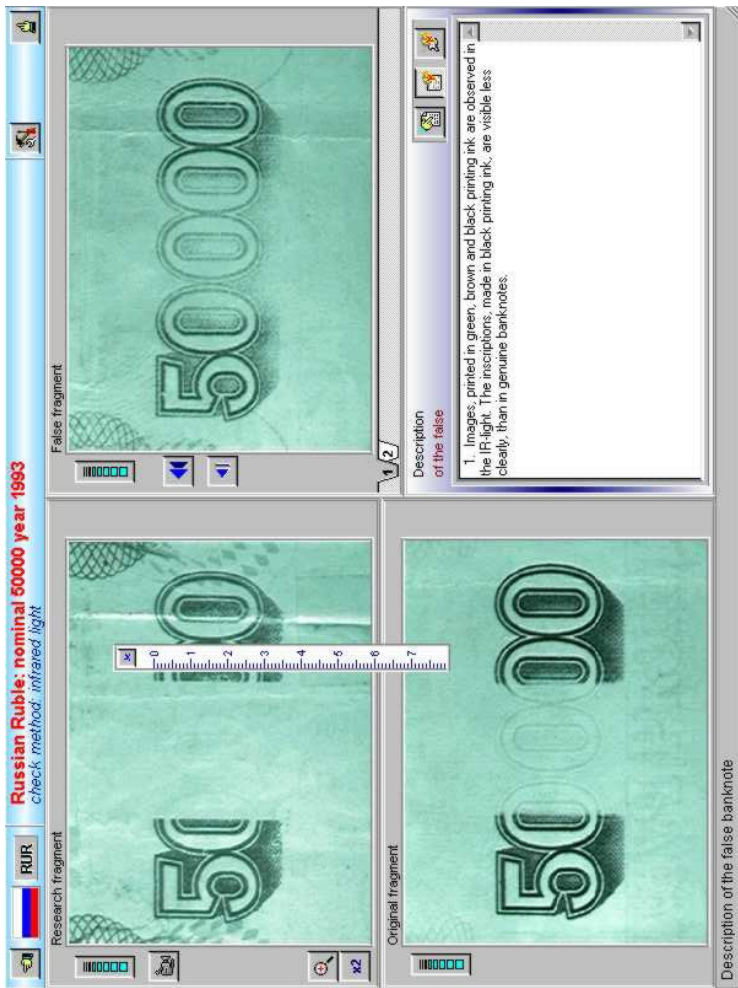 Russian Ruble: nominal 50000 year 1993
check method: infrared light
RUR
Research fragment
50 00
x2
x
0
1
2
3
4
5
6
7
False fragment
50000
1 2
Original fragment
50000
Description
of the false
1. Images, printed in green, brown and black printing ink are observed in
the IR-light. The inscriptions, made in black printing ink, are visible less
clearly, than in genuine banknotes.
Description of the false banknote